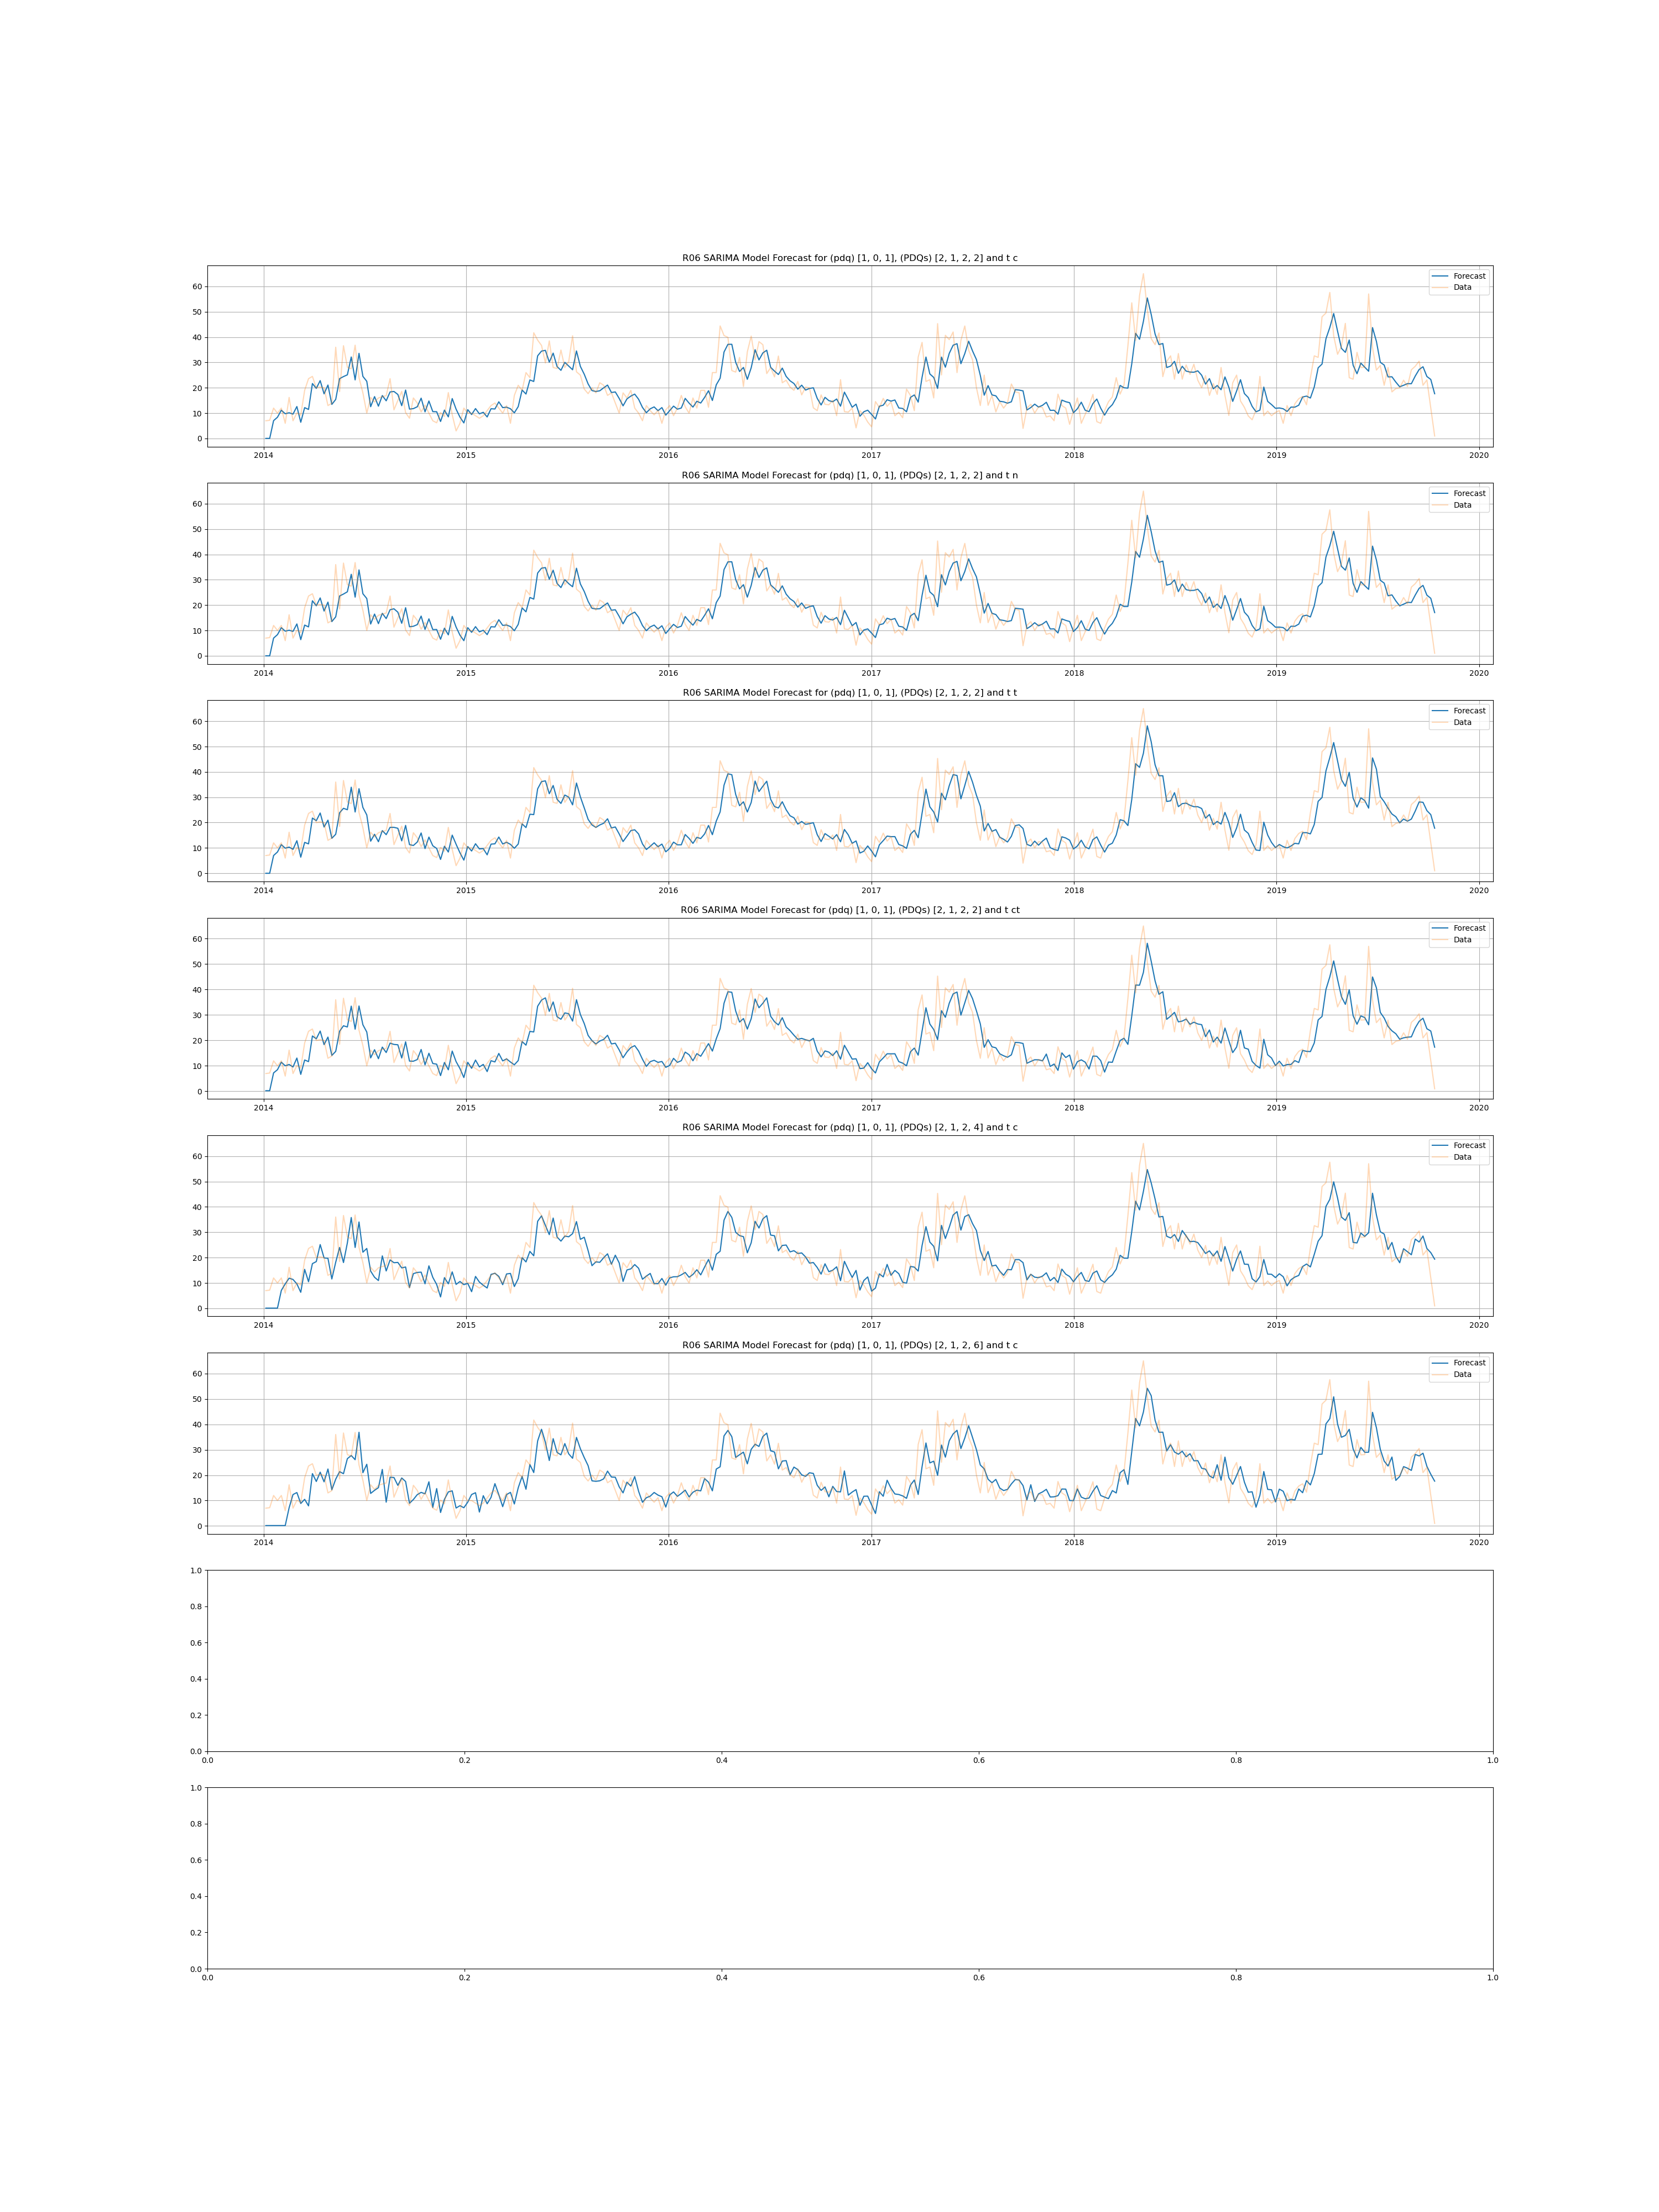 R06 SARIMA Model Forecast for (pdq) [1, 0, 1], (PDQs) [2, 1, 2, 2] and t c
Forecast
Data
60
50
40
30
20
10
0
2014 2015 2016 2017 2018 2019 2020
R06 SARIMA Model Forecast for (pdq) [1, 0, 1], (PDQs) [2, 1, 2, 2] and t n
Forecast
Data
60
50
40
30
20
10
0
2014 2015 2016 2017 2018 2019 2020
R06 SARIMA Model Forecast for (pdq) [1, 0, 1], (PDQs) [2, 1, 2, 2] and t t
Forecast
Data
60
50
40
30
20
10
0
2014 2015 2016 2017 2018 2019 2020
R06 SARIMA Model Forecast for (pdq) [1, 0, 1], (PDQs) [2, 1, 2, 2] and t ct
Forecast
Data
60
50
40
30
20
10
0
2014 2015 2016 2017 2018 2019 2020
R06 SARIMA Model Forecast for (pdq) [1, 0, 1], (PDQs) [2, 1, 2, 4] and t c
Forecast
Data
60
50
40
30
20
10
0
2014 2015 2016 2017 2018 2019 2020
R06 SARIMA Model Forecast for (pdq) [1, 0, 1], (PDQs) [2, 1, 2, 6] and t c
Forecast
Data
60
50
40
30
20
10
0
2014 2015 2016 2017 2018 2019 2020
1.0
0.8
0.6
0.4
0.2
0.0
0.0 0.2 0.4 0.6 0.8 1.0
1.0
0.8
0.6
0.4
0.2
0.0
0.0 0.2 0.4 0.6 0.8 1.0